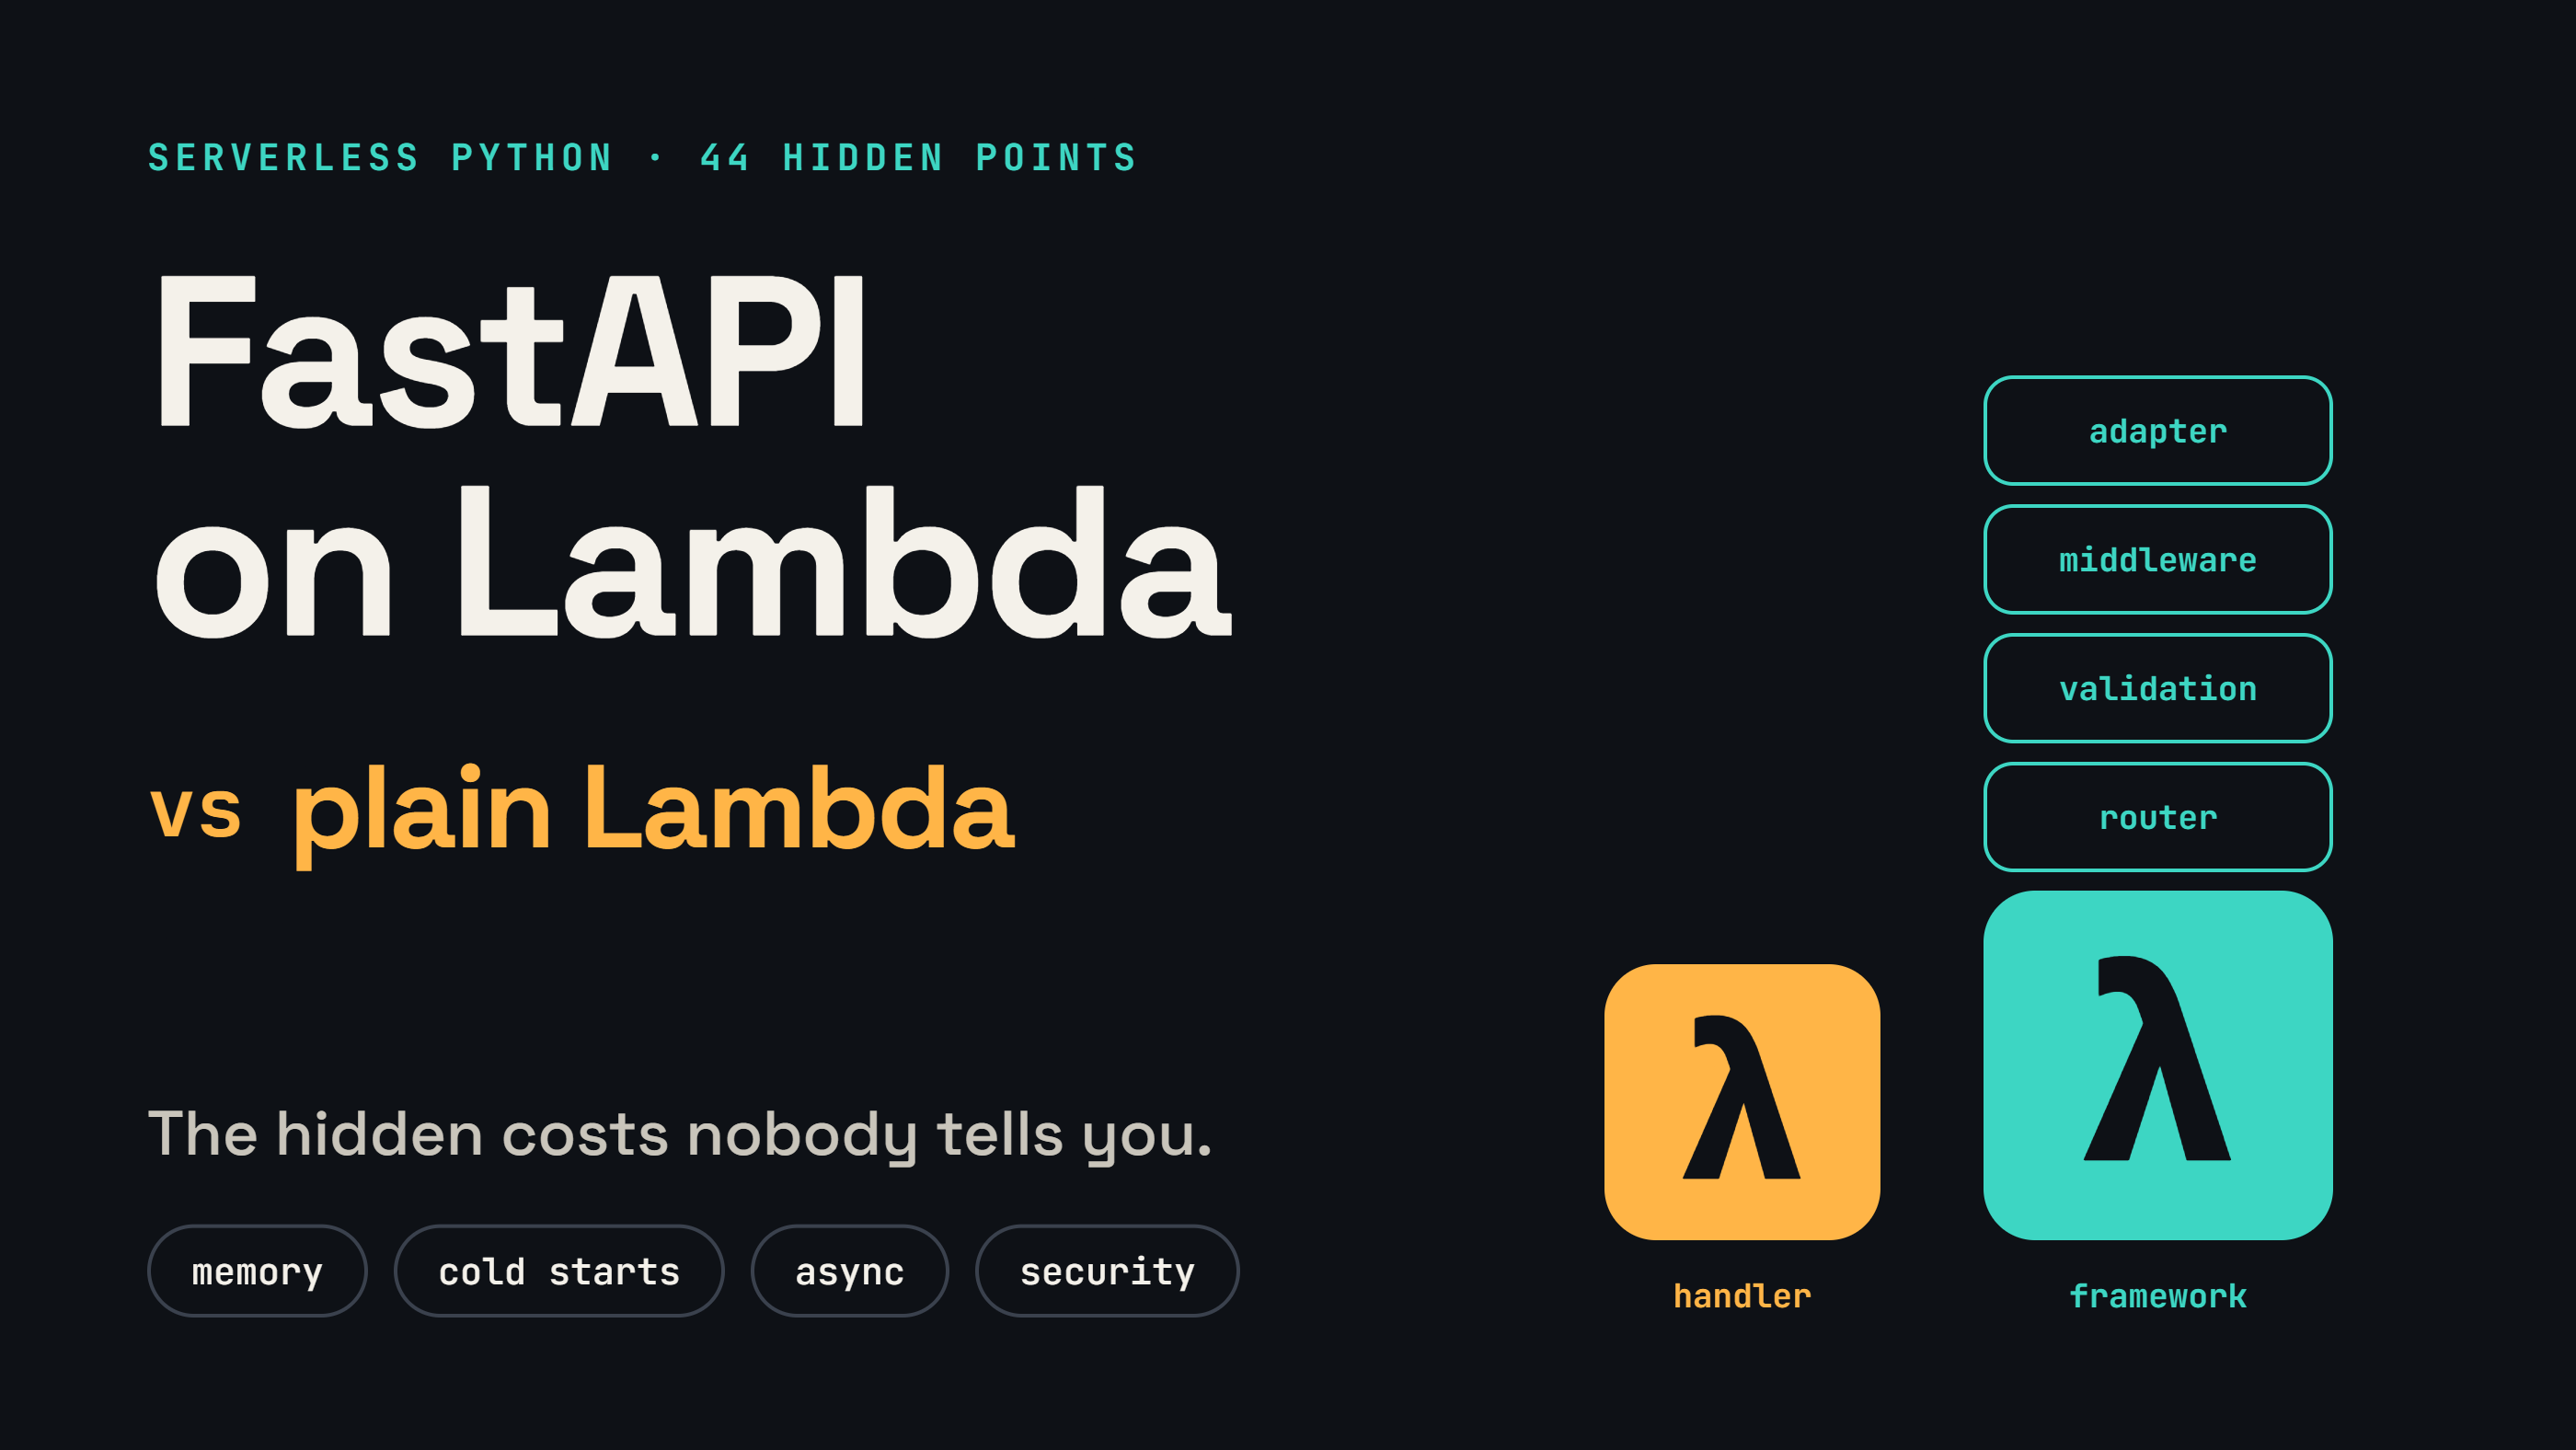 SERVERLESS PYTHON · 44 HIDDEN POINTS
FastAPI
on Lambda
vs plain Lambda
The hidden costs nobody tells you.
memory
cold starts
async
security
adapter
middleware
validation
router
λ
handler
λ
framework